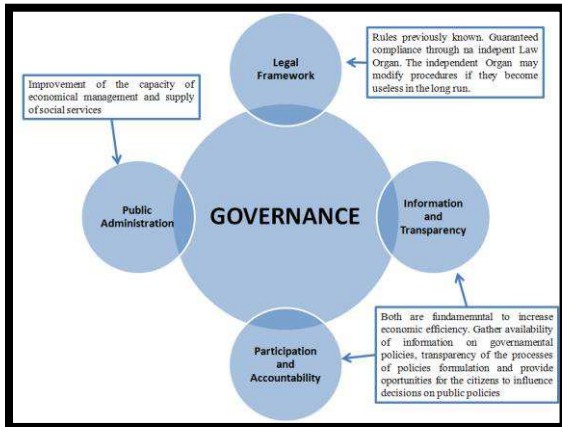 Legal
Framework
Rules previously known. Guaranteed
compliance through na indepent Law
Organ. The independent Organ may
modify procedures if they become
useless in the long run.
Improvement of the capacity of
economical management and supply
of social services
Public
Administration
GOVERNANCE
Information
and
Transparency
Participation
and
Accountability
Both are fundamemntal to increase
economic efficiency. Gather availability
of information on governamental
policies, transparency of the processes
of policies formulation and provide
oportunities for the citizens to influence
decisions on public policies